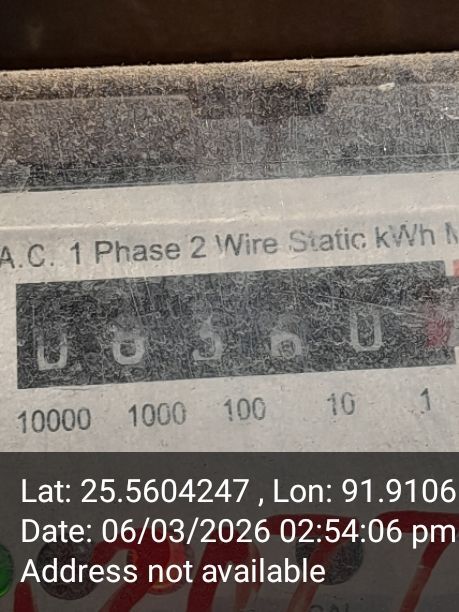 A.C. 1 Phase 2 Wire Static kWh M
10000 1000 100 10 1
Lat: 25.5604247 , Lon: 91.9106
Date: 06/03/2026 02:54:06 pm
Address not available